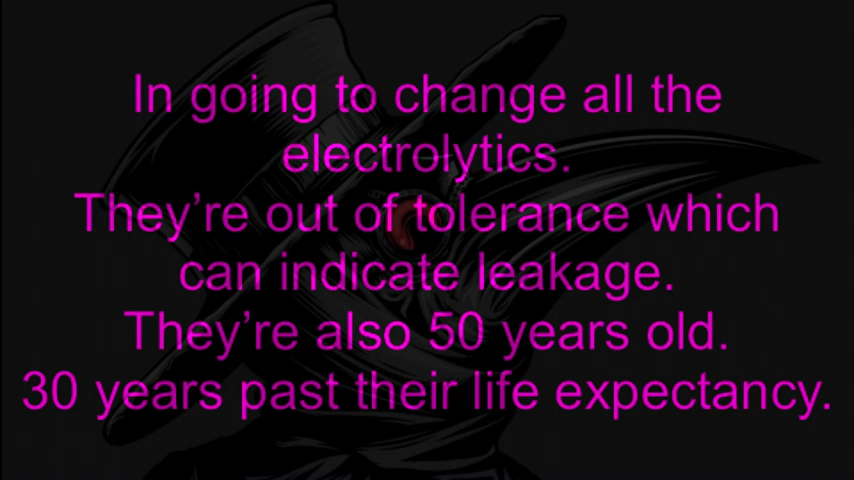 In going to change all the
electrolytics.
They’re out of tolerance which
can indicate leakage.
They’re also 50 years old.
30 years past their life expectancy.